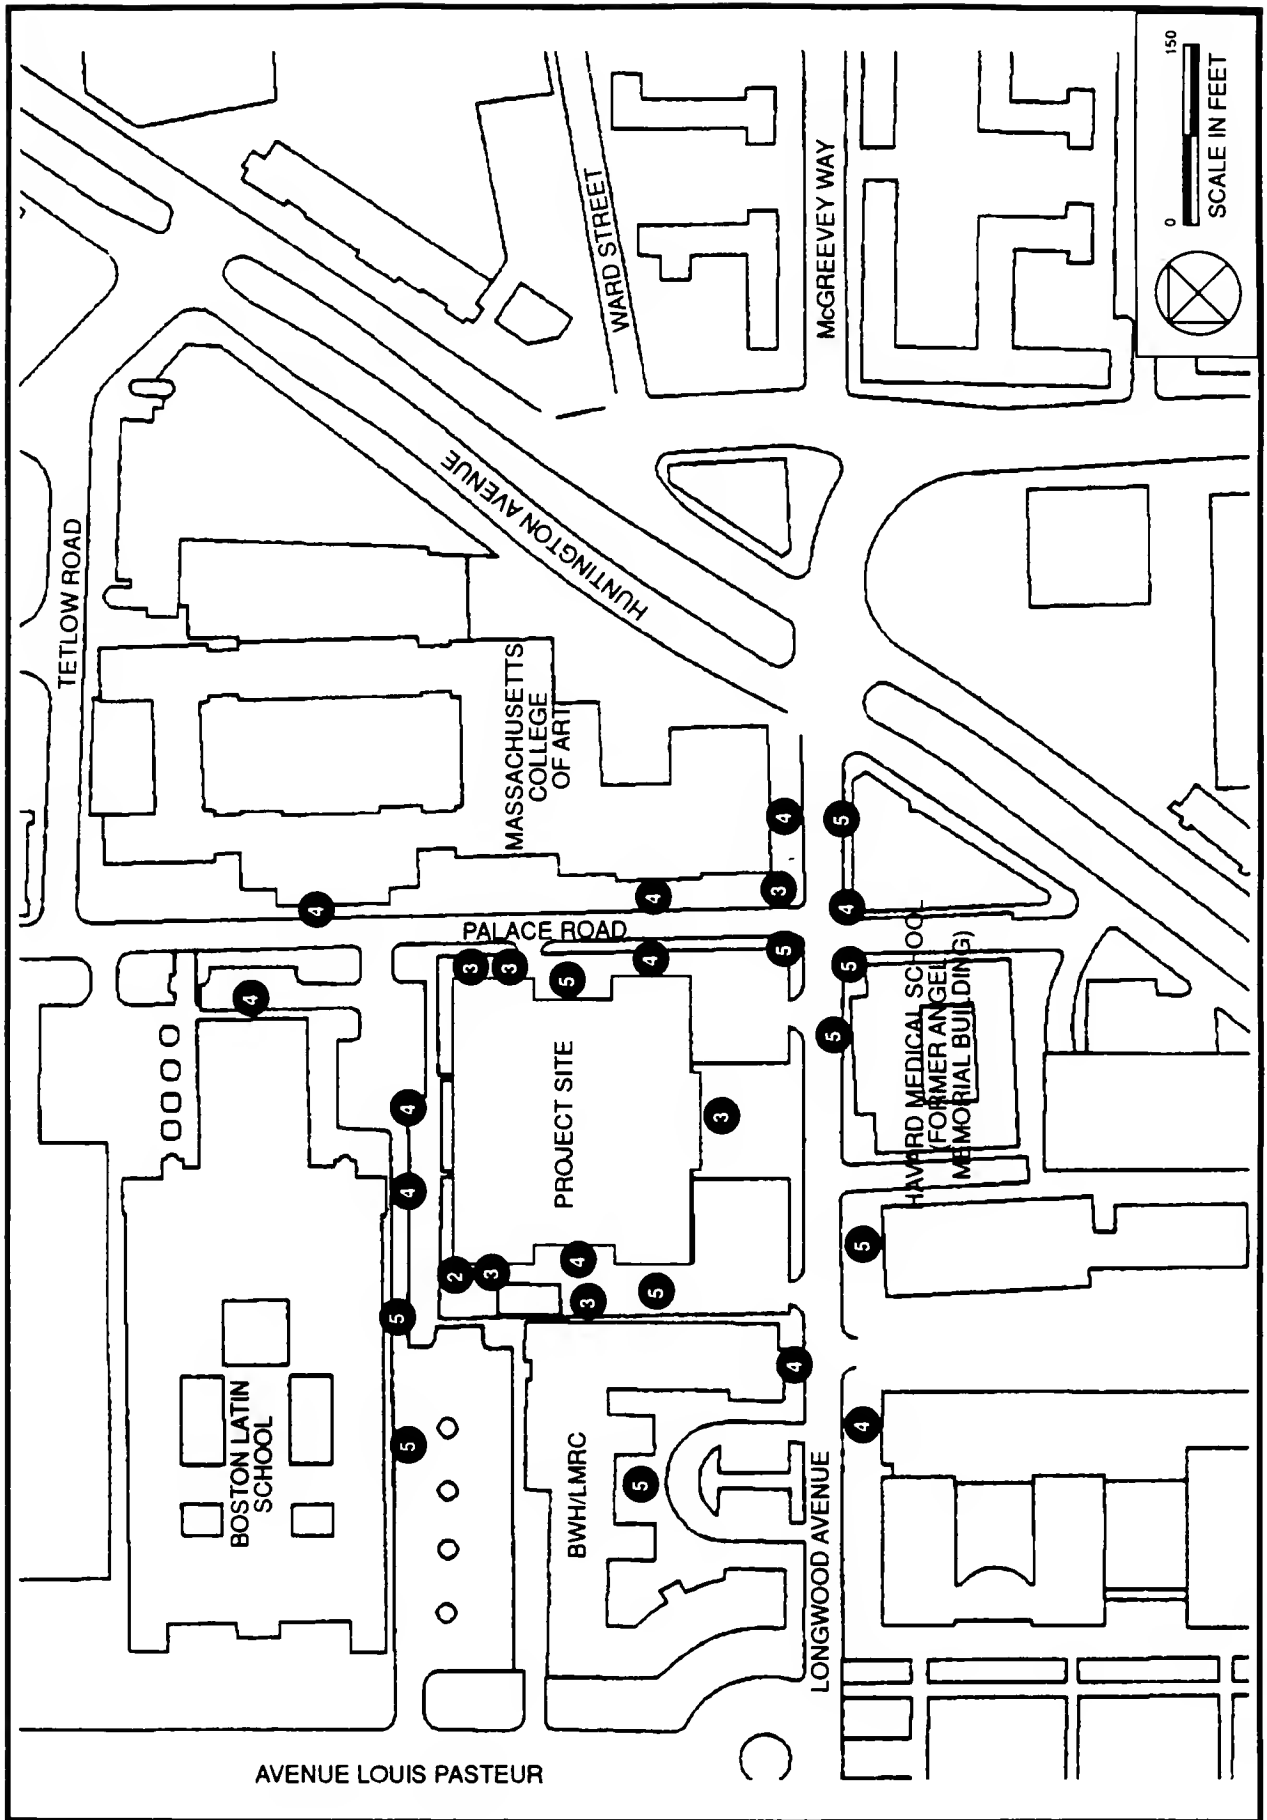 TETLOW ROAD
BOSTON LATIN
SCHOOL
4
4
AVENUE LOUIS PASTEUR
5
5
4
4
2
3
3
3
HUNTINGTON AVENUE
PALACE ROAD
MASSACHUSETTS
COLLEGE
OF ART
PROJECT SITE
BWH/LMRC
5
4
3
WARD STREET
5
5
4
4
3
4
5
3
4
LONGWOOD AVENUE
McGREEVEY WAY
5
5
4
5
4
5
HAVARD MEDICAL SCHOOL
(FORMER ANGEL
MEMORIAL BUILDING)
0
150
SCALE IN FEET